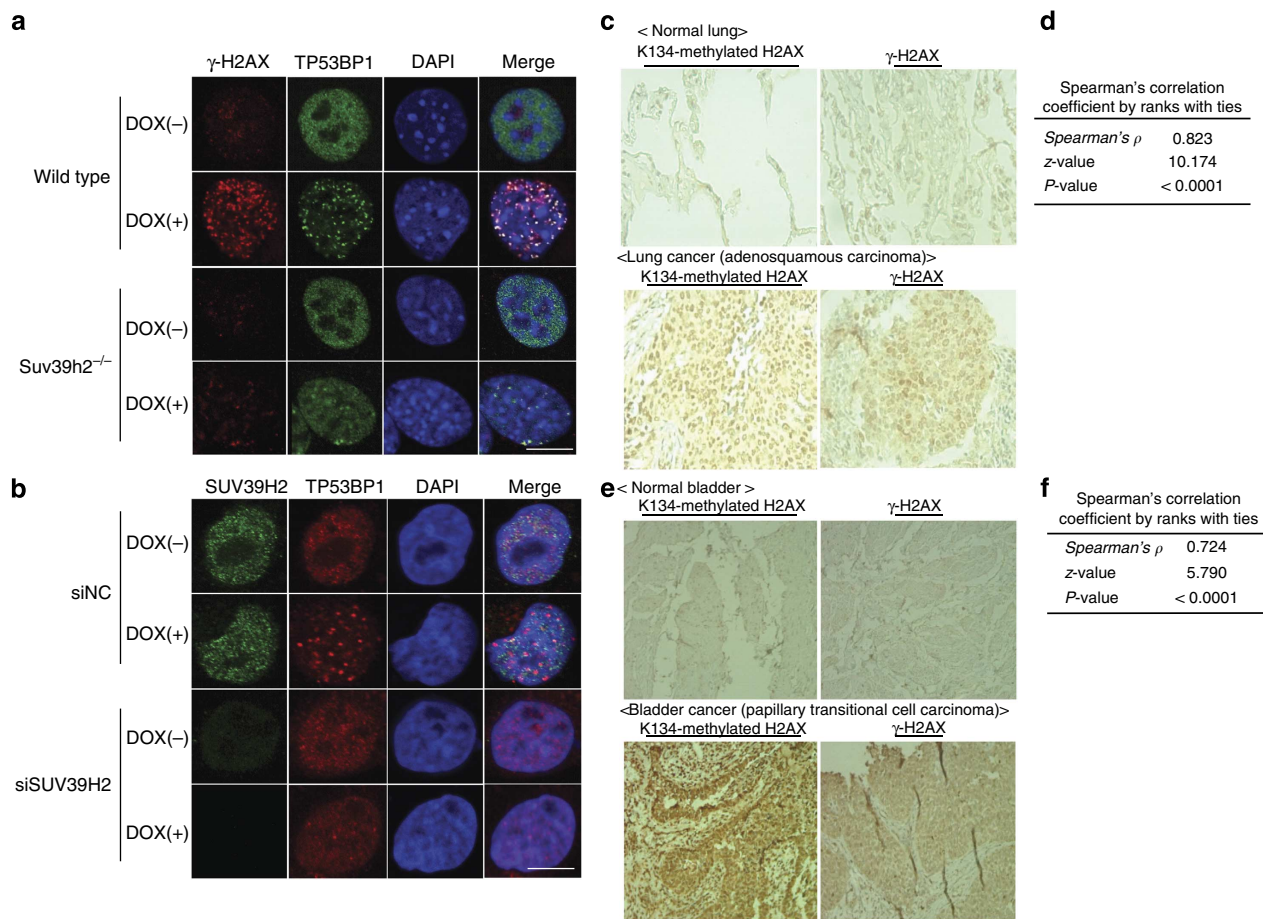 a
γ-H2AX TP53BP1 DAPI Merge
Wild type
DOX(−)
DOX(+)
Suv39h2−/−
DOX(−)
DOX(+)
b
SUV39H2 TP53BP1 DAPI Merge
siNC
DOX(−)
DOX(+)
siSUV39H2
DOX(−)
DOX(+)
c
< Normal lung>
K134-methylated H2AX γ-H2AX
<Lung cancer (adenosquamous carcinoma)>
K134-methylated H2AX γ-H2AX
d
Spearman's correlation
coefficient by ranks with ties
Spearman's ρ 0.823
z-value 10.174
P-value < 0.0001
e
< Normal bladder >
K134-methylated H2AX γ-H2AX
<Bladder cancer (papillary transitional cell carcinoma)>
K134-methylated H2AX γ-H2AX
f
Spearman's correlation
coefficient by ranks with ties
Spearman's ρ 0.724
z-value 5.790
P-value < 0.0001